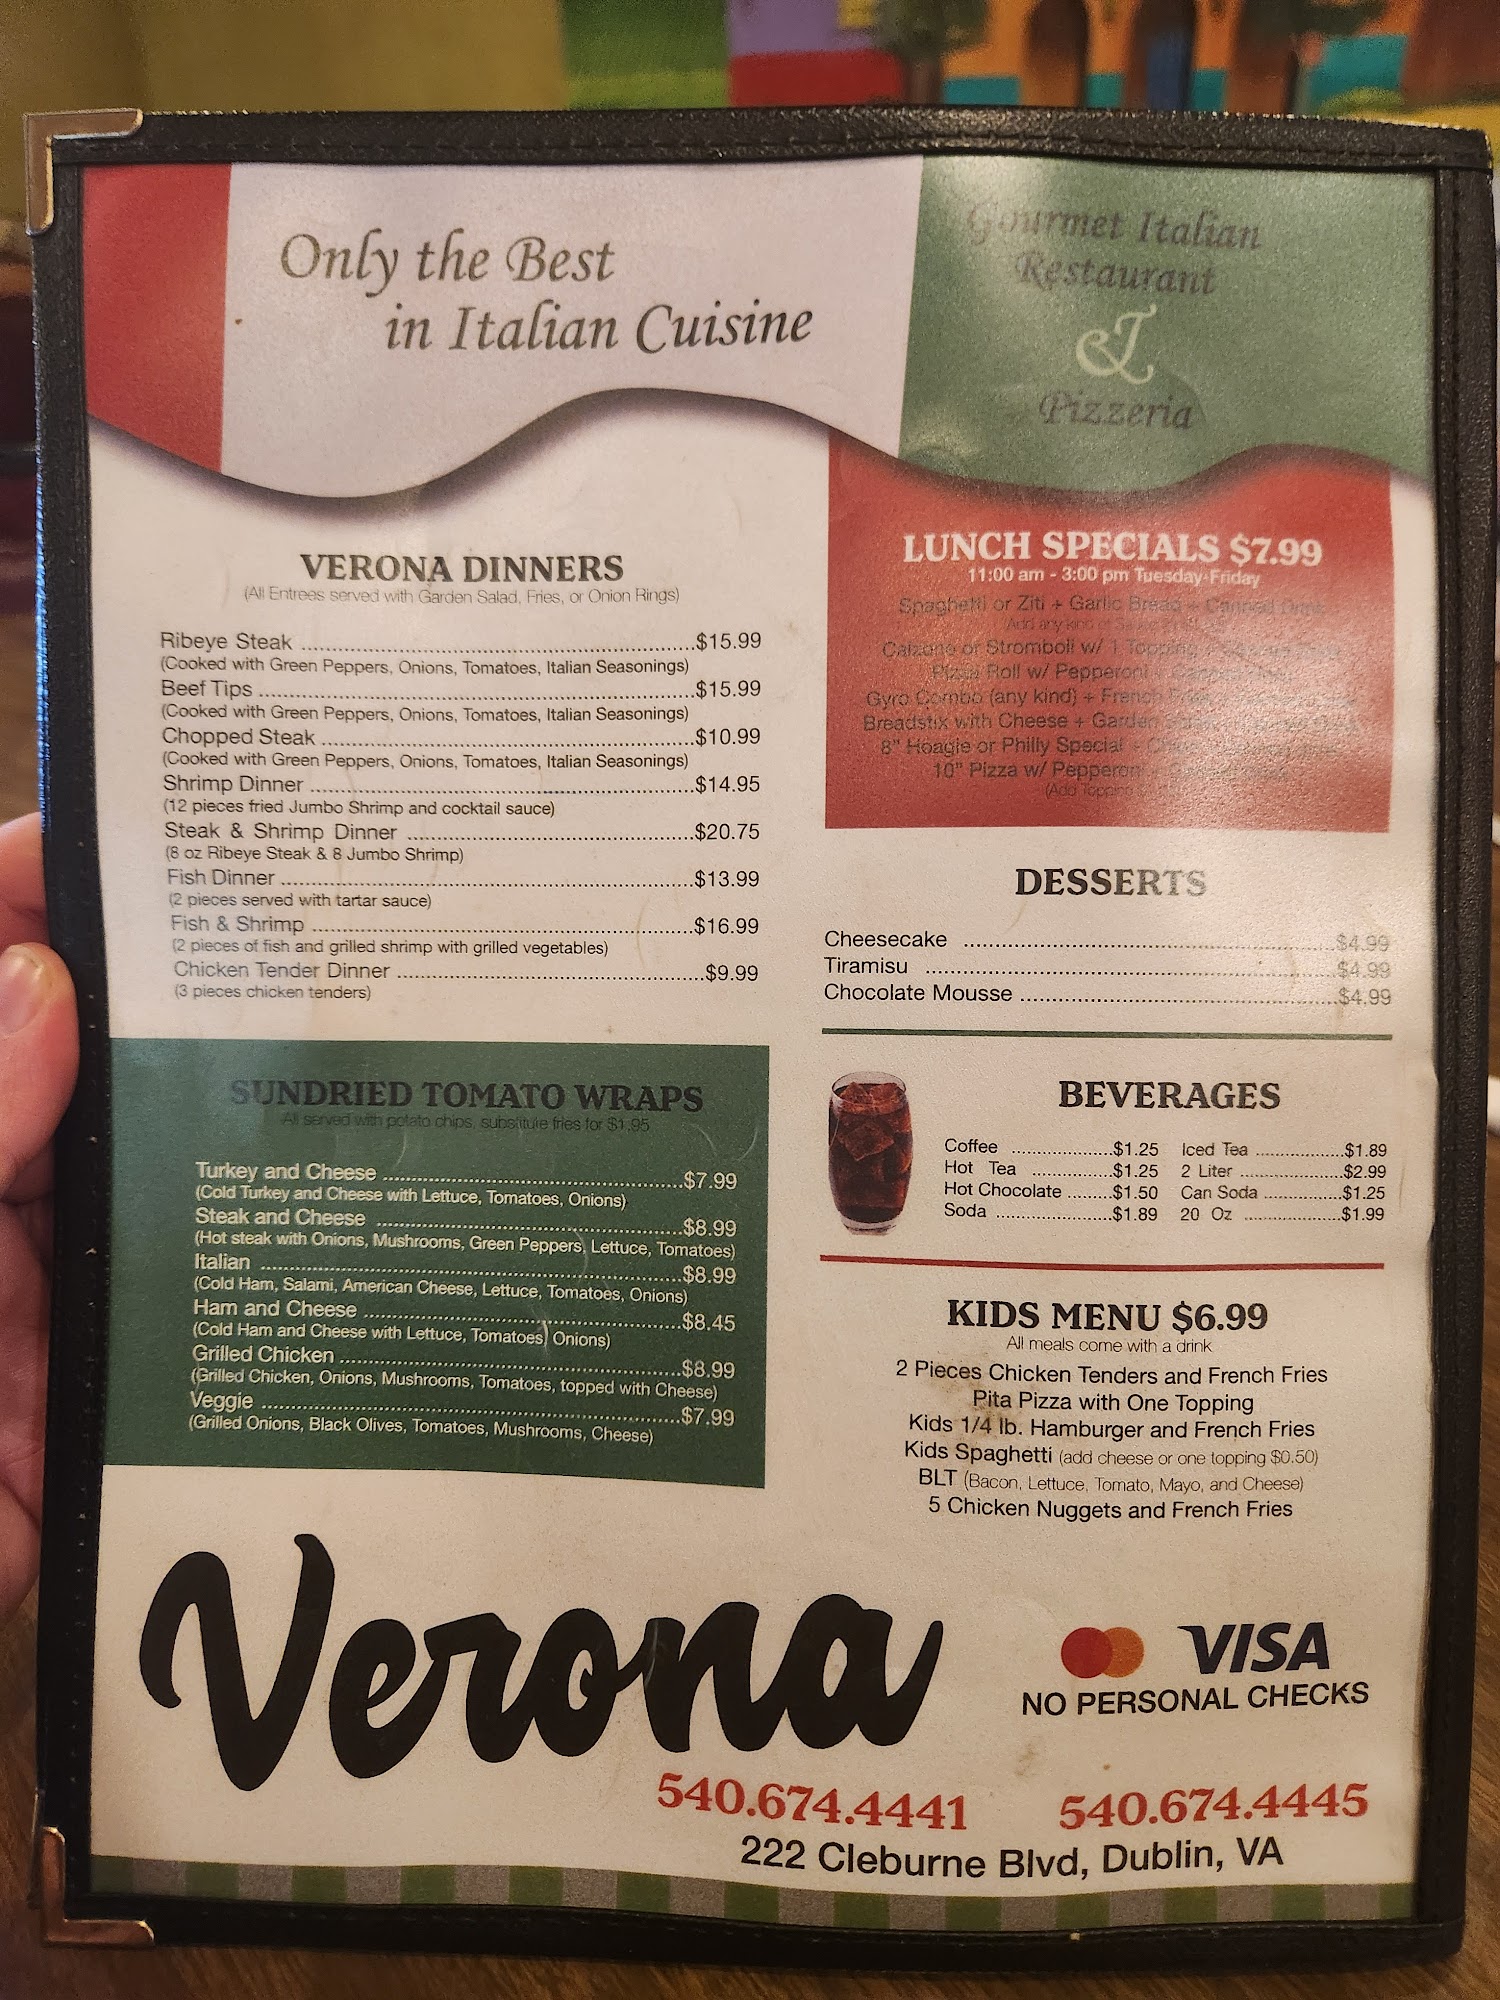 Only the Best
in Italian Cuisine
Gourmet Italian
Restaurant
&
Pizzeria
VERONA DINNERS
(All Entrees served with Garden Salad, Fries, or Onion Rings)
Ribeye Steak ........ $15.99
(Cooked with Green Peppers, Onions, Tomatoes, Italian Seasonings)
Beef Tips ........ $15.99
(Cooked with Green Peppers, Onions, Tomatoes, Italian Seasonings)
Chopped Steak ........ $10.99
(Cooked with Green Peppers, Onions, Tomatoes, Italian Seasonings)
Shrimp Dinner ........ $14.95
(12 pieces fried Jumbo Shrimp and cocktail sauce)
Steak & Shrimp Dinner ........ $20.75
(8 oz Ribeye Steak & 8 Jumbo Shrimp)
Fish Dinner ........ $13.99
(2 pieces served with tartar sauce)
Fish & Shrimp ........ $16.99
(2 pieces of fish and grilled shrimp with grilled vegetables)
Chicken Tender Dinner ........ $9.99
(3 pieces chicken tenders)
SUNDRIED TOMATO WRAPS
All served with potato chips, substitute fries for $1.95
Turkey and Cheese ........ $7.99
(Cold Turkey and Cheese with Lettuce, Tomatoes, Onions)
Steak and Cheese ........ $8.99
(Hot steak with Onions, Mushrooms, Green Peppers, Lettuce, Tomatoes)
Italian ........ $8.99
(Cold Ham, Salami, American Cheese, Lettuce, Tomatoes, Onions)
Ham and Cheese ........ $8.45
(Cold Ham and Cheese with Lettuce, Tomatoes, Onions)
Grilled Chicken ........ $8.99
(Grilled Chicken, Onions, Mushrooms, Tomatoes, topped with Cheese)
Veggie ........ $7.99
(Grilled Onions, Black Olives, Tomatoes, Mushrooms, Cheese)
LUNCH SPECIALS $7.99
11:00 am - 3:00 pm Tuesday-Friday
Spaghetti or Ziti + Garlic Bread + Canned Drink
Add any kind of
Calzone or Stromboli w/ 1 Topping +
Pizza Roll w/ Pepperoni
Gyro Combo (any kind) + French
Breadstix with Cheese + Garden
8" Hoagie or Philly Special +
10" Pizza w/ Pepperoni
(Add Topping
DESSERTS
Cheesecake ........ $4.99
Tiramisu ........ $4.99
Chocolate Mousse ........ $4.99
BEVERAGES
Coffee ........ $1.25 Iced Tea ........ $1.89
Hot Tea ........ $1.25 2 Liter ........ $2.99
Hot Chocolate ........ $1.50 Can Soda ........ $1.25
Soda ........ $1.89 20 Oz ........ $1.99
KIDS MENU $6.99
All meals come with a drink
2 Pieces Chicken Tenders and French Fries
Pita Pizza with One Topping
Kids 1/4 lb. Hamburger and French Fries
Kids Spaghetti (add cheese or one topping $0.50)
BLT (Bacon, Lettuce, Tomato, Mayo, and Cheese)
5 Chicken Nuggets and French Fries
Verona
VISA
NO PERSONAL CHECKS
540.674.4441 540.674.4445
222 Cleburne Blvd, Dublin, VA